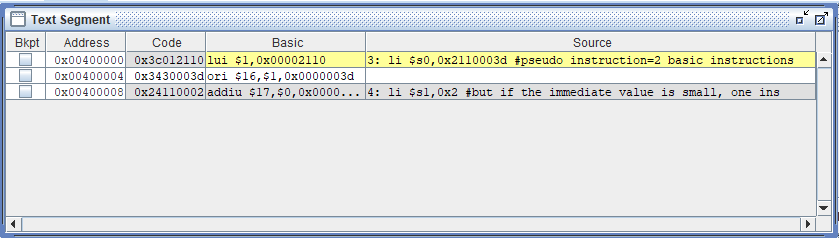 Text Segment
Bkpt Address Code Basic Source
0x00400000 0x3c012110 lui $1,0x00002110 3: li $s0,0x2110003d #pseudo instruction=2 basic instructions
0x00400004 0x3430003d ori $16,$1,0x0000003d
0x00400008 0x24110002 addiu $17,$0,0x0000... 4: li $s1,0x2 #but if the immediate value is small, one ins